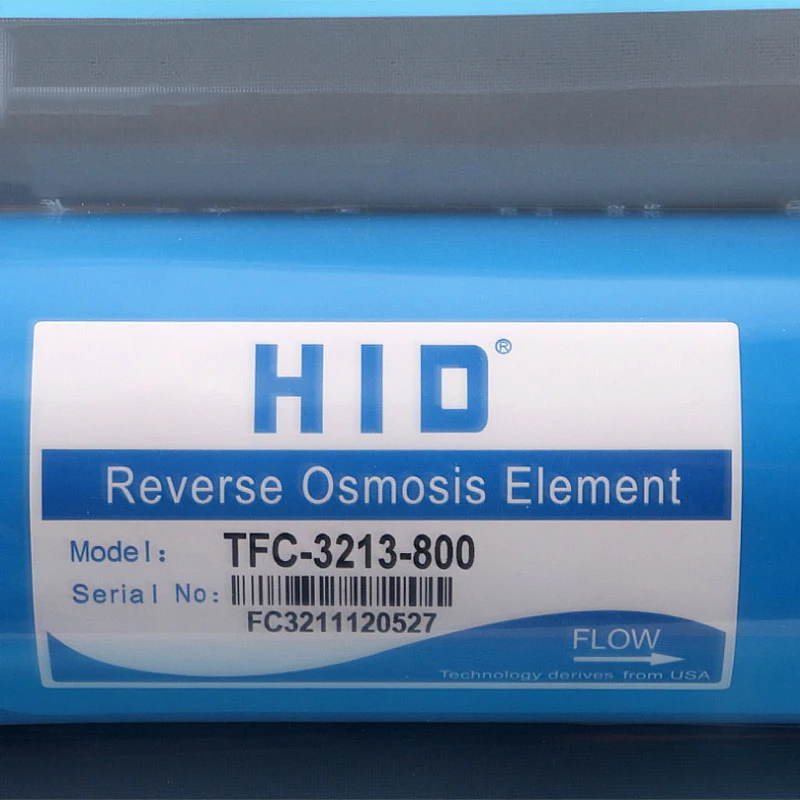 HID®
Reverse Osmosis Element
Model: TFC-3213-800
Serial No:
FC3211120527
FLOW
Technology derives from USA